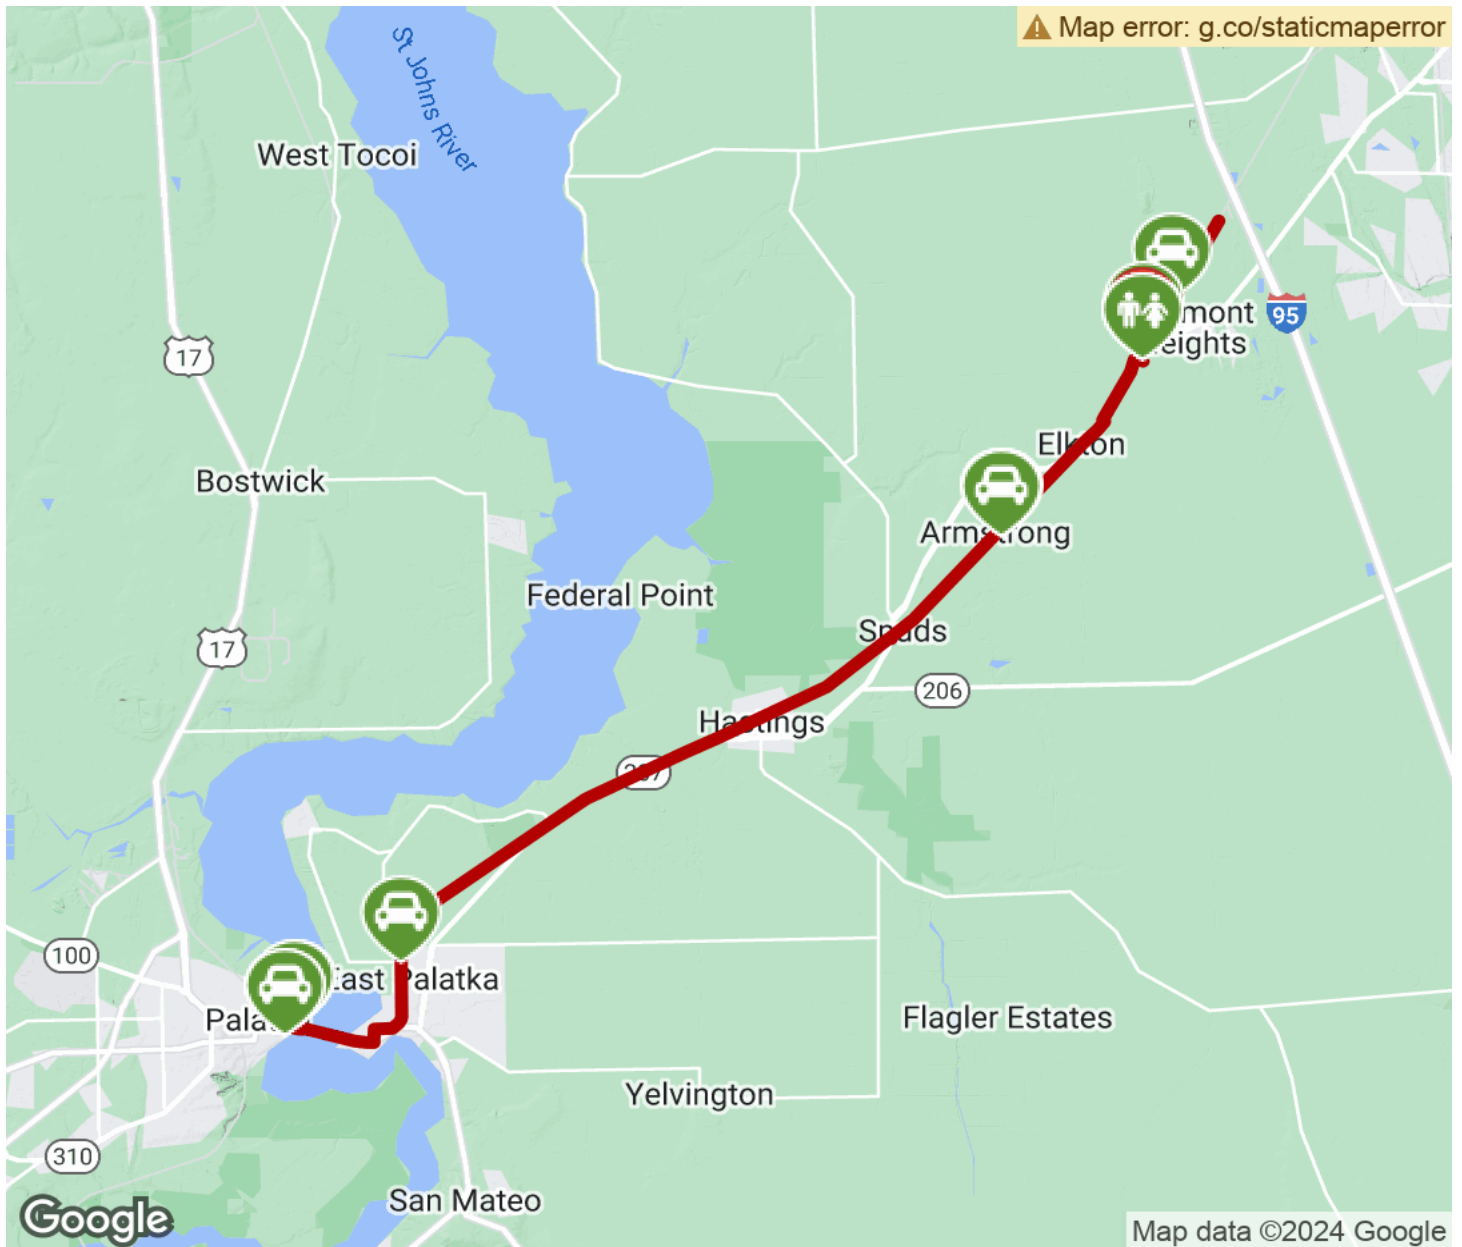 Map error: g.co/staticmaperror
St Johns River
West Tocoi
mont
eights
95
17
Elkton
Bostwick
Armstrong
Federal Point
Spuds
17
206
Hastings
207
100
East Palatka
Flagler Estates
Yelvington
310
San Mateo
Google
Map data ©2024 Google